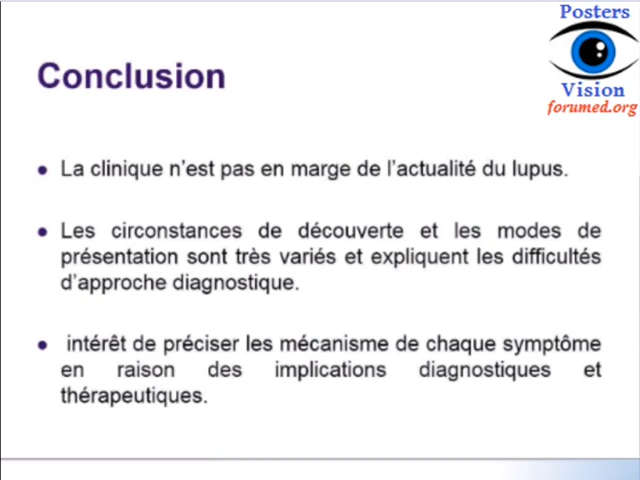 Posters
Vision
forumed.org
Conclusion
La clinique n'est pas en marge de l'actualité du lupus.
Les circonstances de découverte et les modes de
présentation sont très variés et expliquent les difficultés
d'approche diagnostique.
intérêt de préciser les mécanisme de chaque symptôme
en raison des implications diagnostiques et
thérapeutiques.